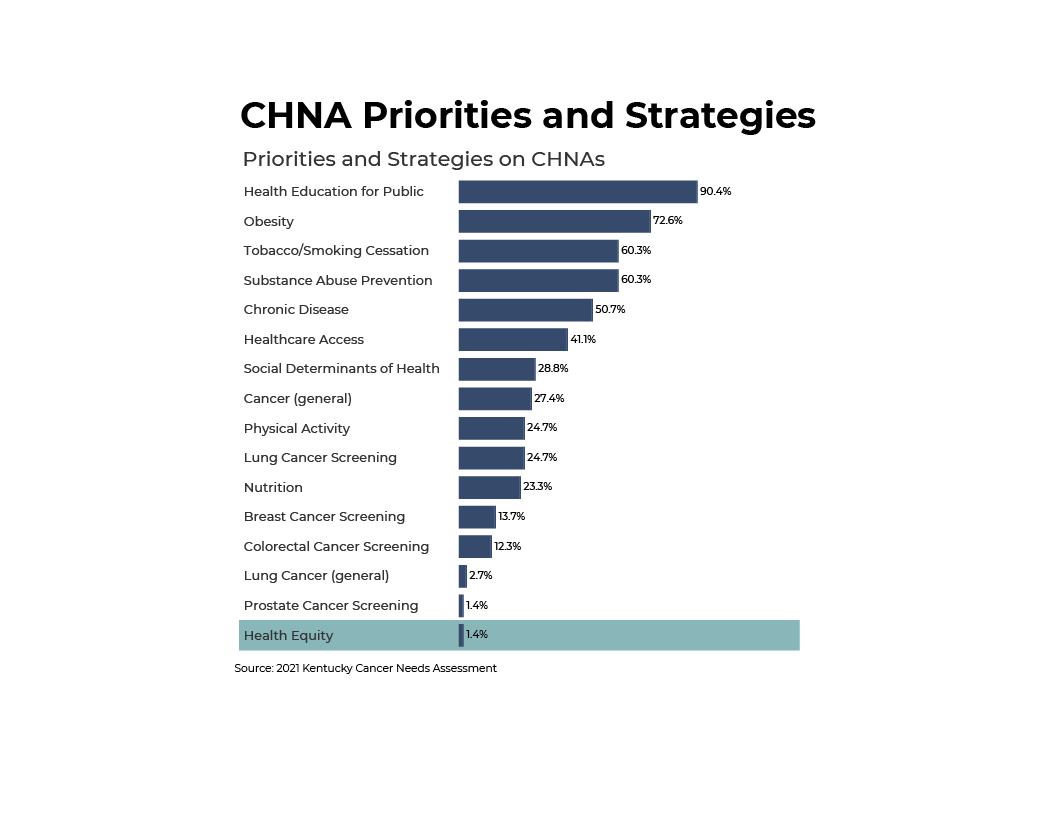 CHNA Priorities and Strategies
Priorities and Strategies on CHNAs
Health Education for Public 90.4%
Obesity 72.6%
Tobacco/Smoking Cessation 60.3%
Substance Abuse Prevention 60.3%
Chronic Disease 50.7%
Healthcare Access 41.1%
Social Determinants of Health 28.8%
Cancer (general) 27.4%
Physical Activity 24.7%
Lung Cancer Screening 24.7%
Nutrition 23.3%
Breast Cancer Screening 13.7%
Colorectal Cancer Screening 12.3%
Lung Cancer (general) 2.7%
Prostate Cancer Screening 1.4%
Health Equity 1.4%
Source: 2021 Kentucky Cancer Needs Assessment